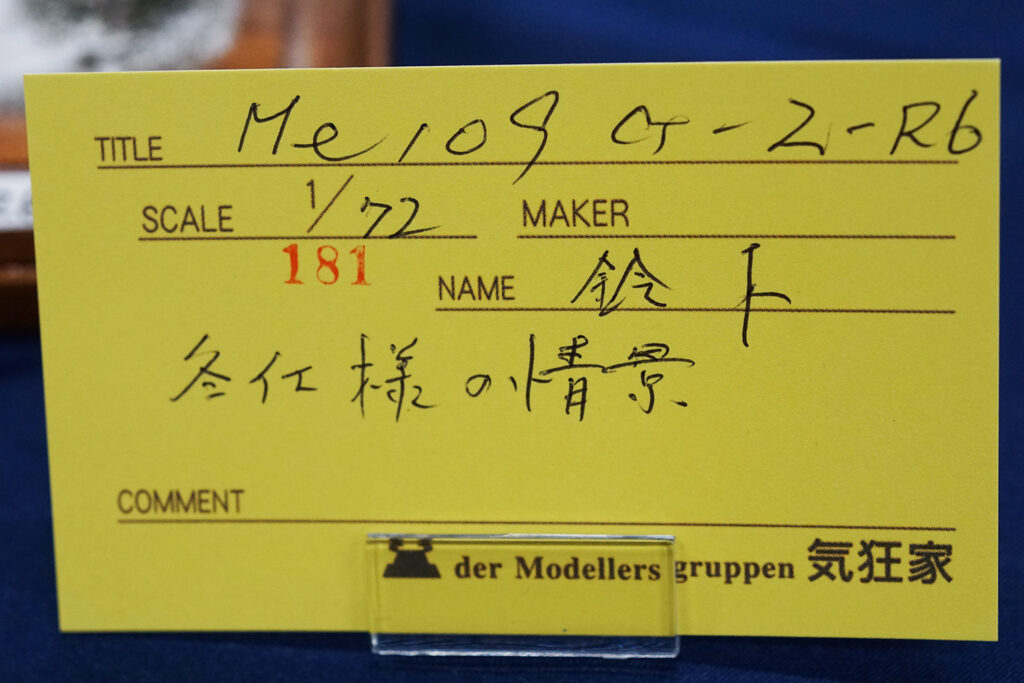 TITLE Me109 G-2-R6
SCALE 1/72 MAKER
181
NAME 鈴下
冬仕様の情景
COMMENT
der Modellers gruppen 気狂家